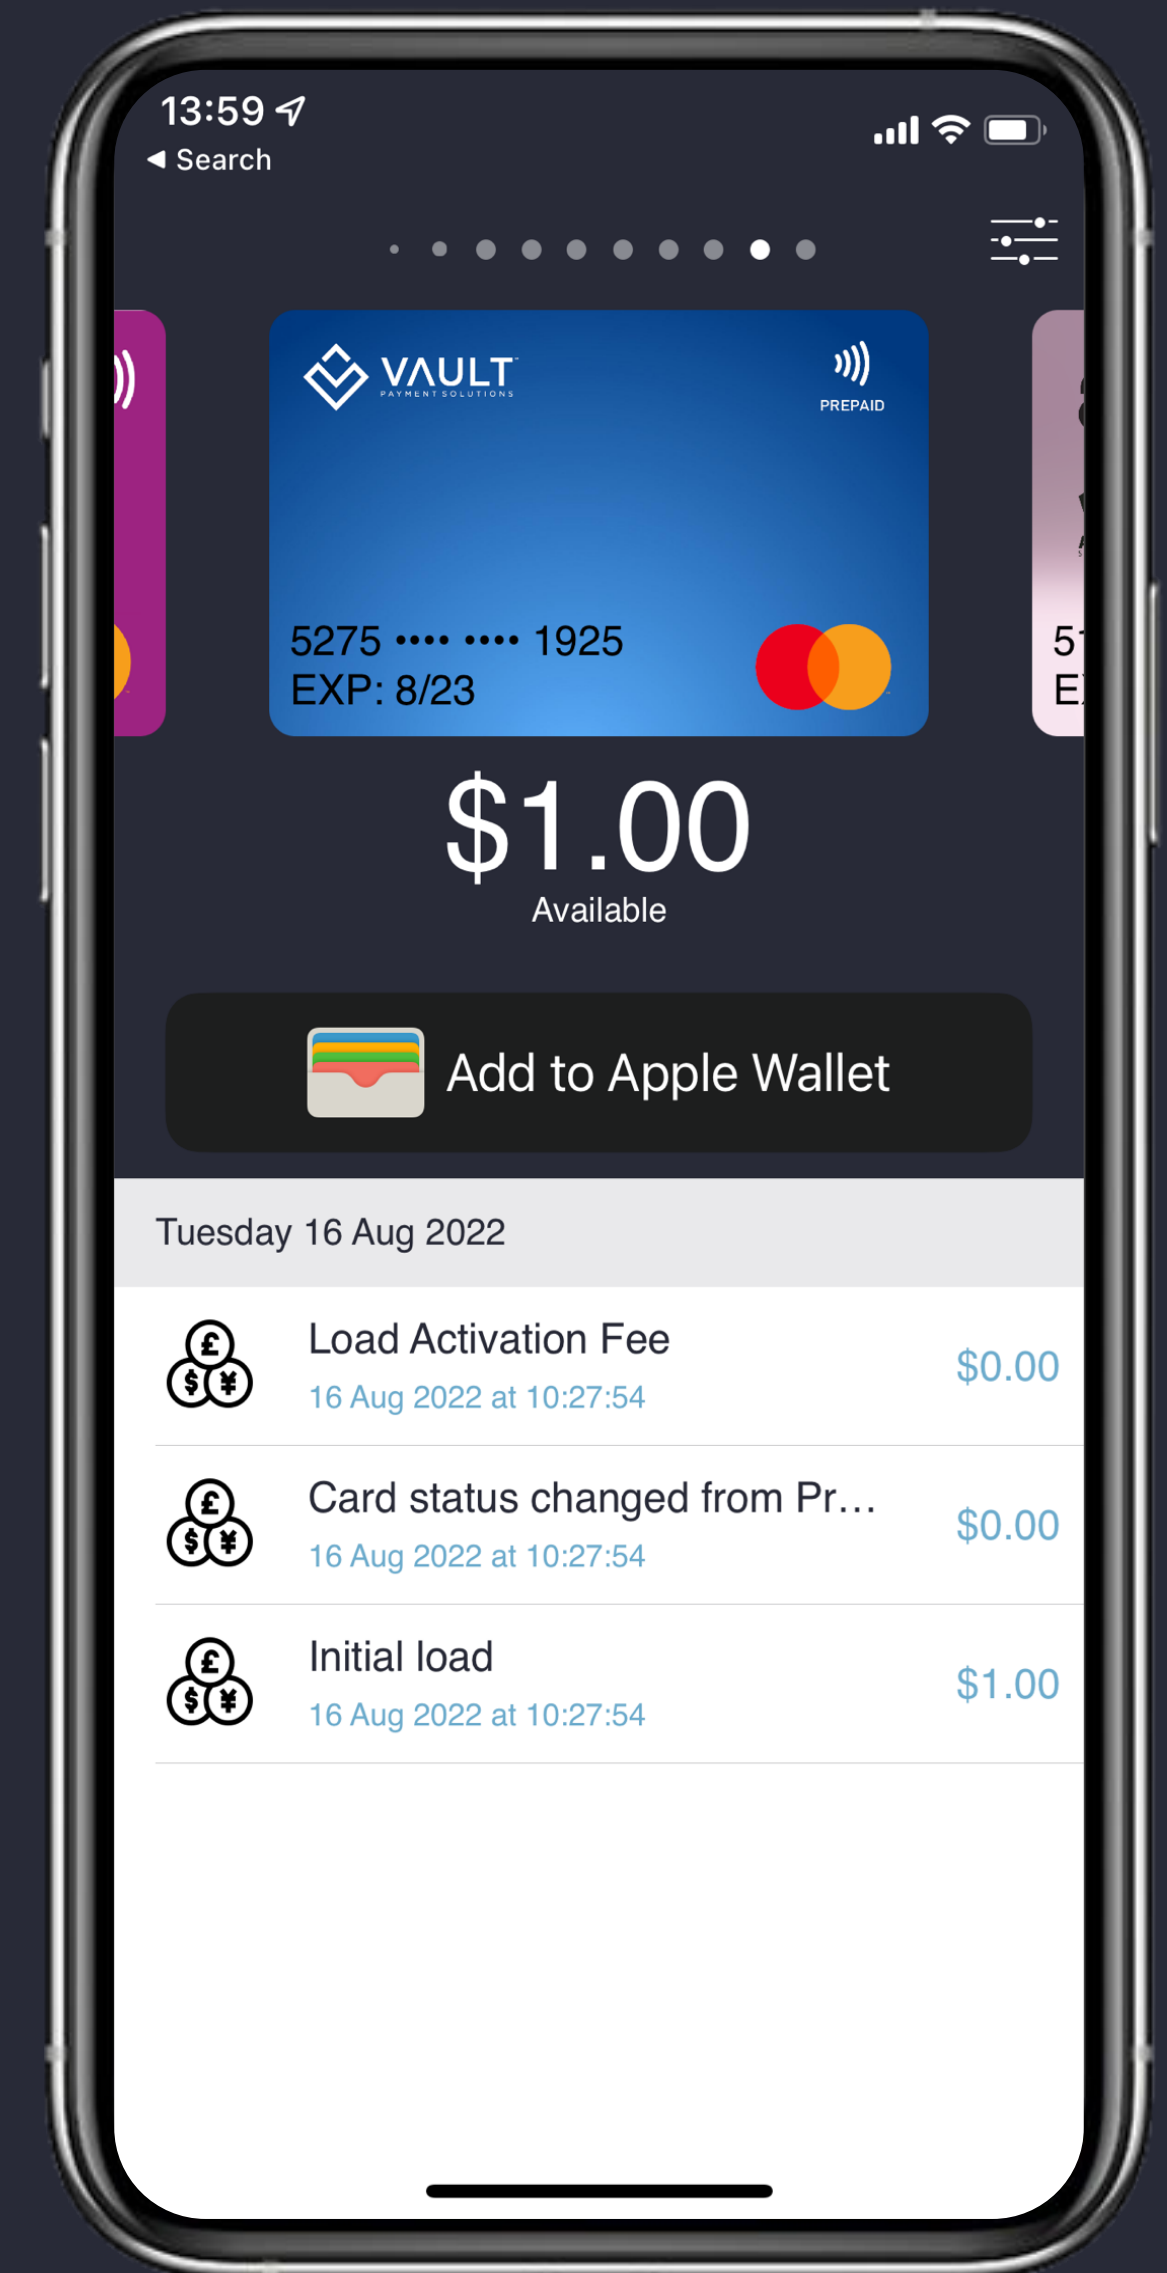 13:59
◀ Search
VAULT
PAYMENT SOLUTIONS
PREPAID
5275 •••• •••• 1925
EXP: 8/23
$1.00
Available
Add to Apple Wallet
Tuesday 16 Aug 2022
Load Activation Fee
16 Aug 2022 at 10:27:54
$0.00
Card status changed from Pr...
16 Aug 2022 at 10:27:54
$0.00
Initial load
16 Aug 2022 at 10:27:54
$1.00